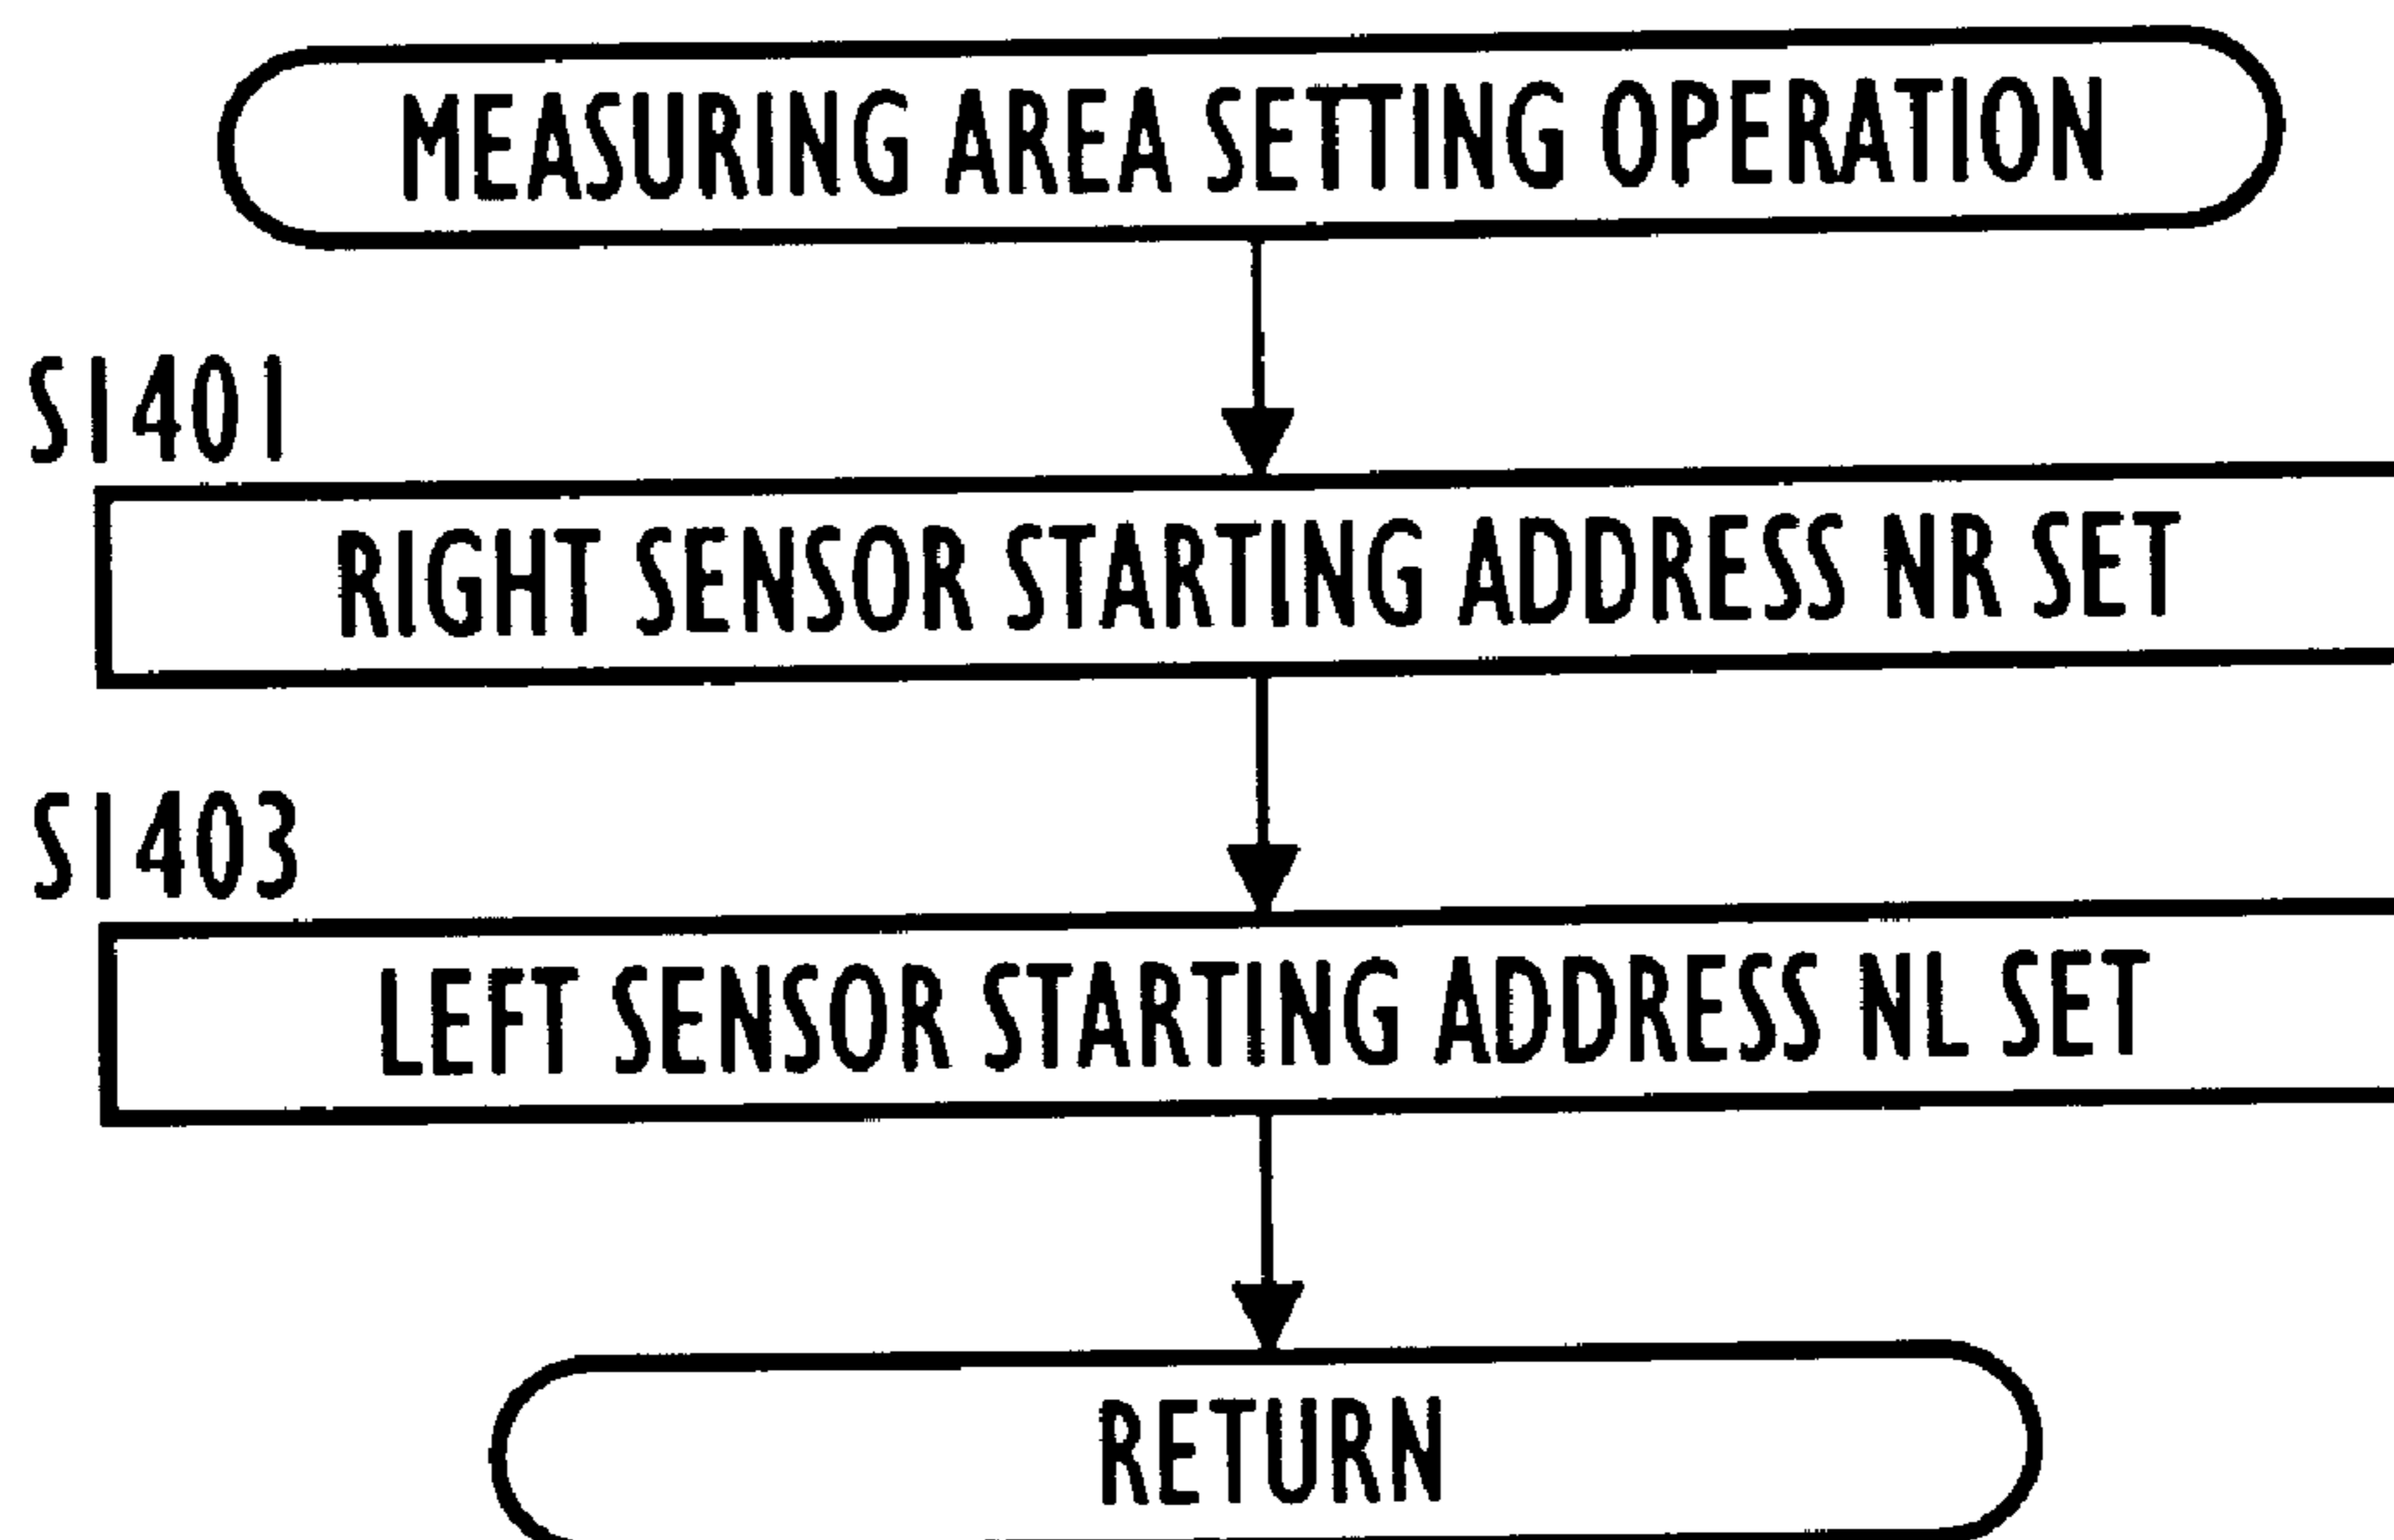 MEASURING AREA SETTING OPERATION
S1401
RIGHT SENSOR STARTING ADDRESS NR SET
S1403
LEFT SENSOR STARTING ADDRESS NL SET
RETURN